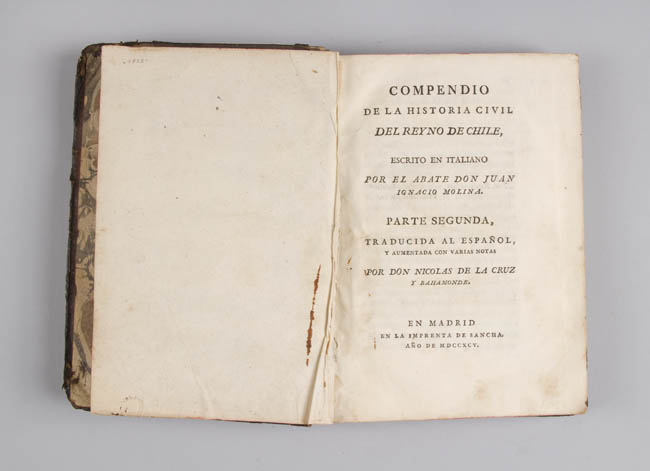 COMPENDIO
DE LA HISTORIA CIVIL
DEL REYNO DE CHILE,
ESCRITO EN ITALIANO
POR EL ABATE DON JUAN
IGNACIO MOLINA.
PARTE SEGUNDA,
TRADUCIDA AL ESPAÑOL,
Y AUMENTADA CON VARIAS NOTAS
POR DON NICOLAS DE LA CRUZ
Y BAHAMONDE.
EN MADRID
EN LA IMPRENTA DE SANCHA.
AÑO DE MDCCXCV.